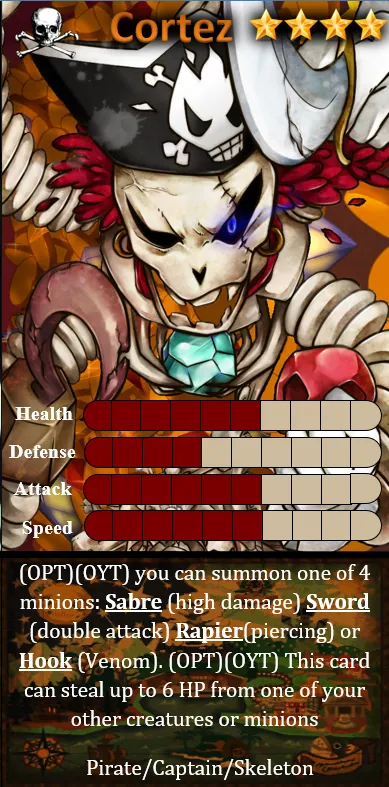 Cortez
Health
Defense
Attack
Speed
(OPT)(OYT) you can summon one of 4
minions: Sabre (high damage) Sword
(double attack) Rapier(piercing) or
Hook (Venom). (OPT)(OYT) This card
can steal up to 6 HP from one of your
other creatures or minions
Pirate/Captain/Skeleton